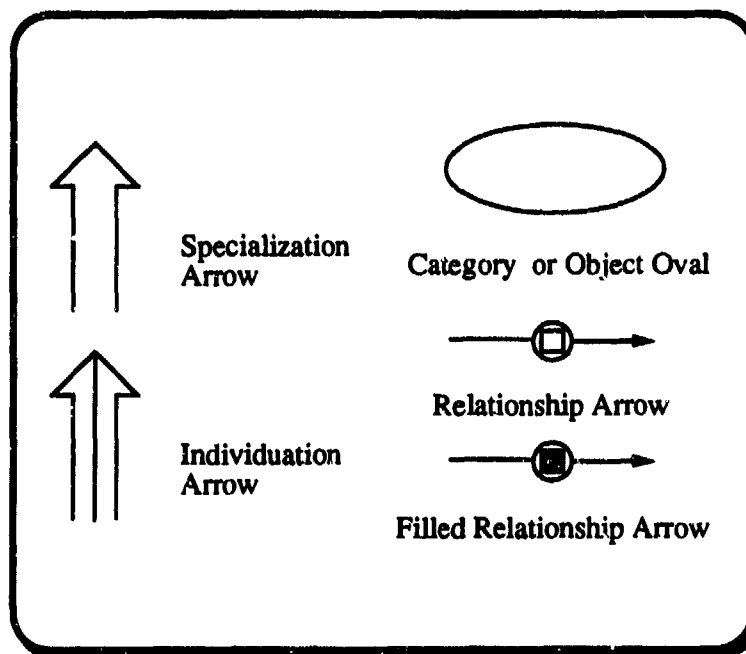 Specialization
Arrow
Category or Object Oval
Relationship Arrow
Individuation
Arrow
Filled Relationship Arrow